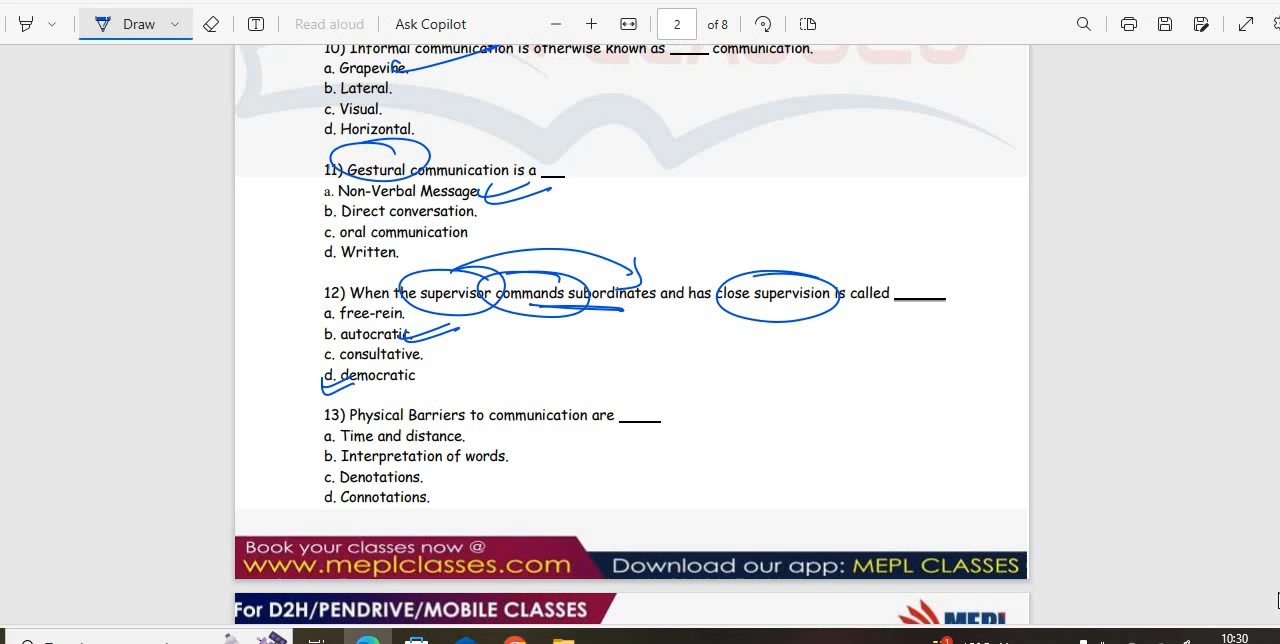 Draw
Read aloud
Ask Copilot
2
of 8
10) Informal communication is otherwise known as _____ communication.
a. Grapevine.
b. Lateral.
c. Visual.
d. Horizontal.
11) Gestural communication is a ___
a. Non-Verbal Message
b. Direct conversation.
c. oral communication
d. Written.
12) When the supervisor commands subordinates and has close supervision is called ______
a. free-rein.
b. autocratic.
c. consultative.
d. democratic
13) Physical Barriers to communication are _____
a. Time and distance.
b. Interpretation of words.
c. Denotations.
d. Connotations.
Book your classes now @
www.meplclasses.com
Download our app: MEPL CLASSES
For D2H/PENDRIVE/MOBILE CLASSES
MEPL
10:30